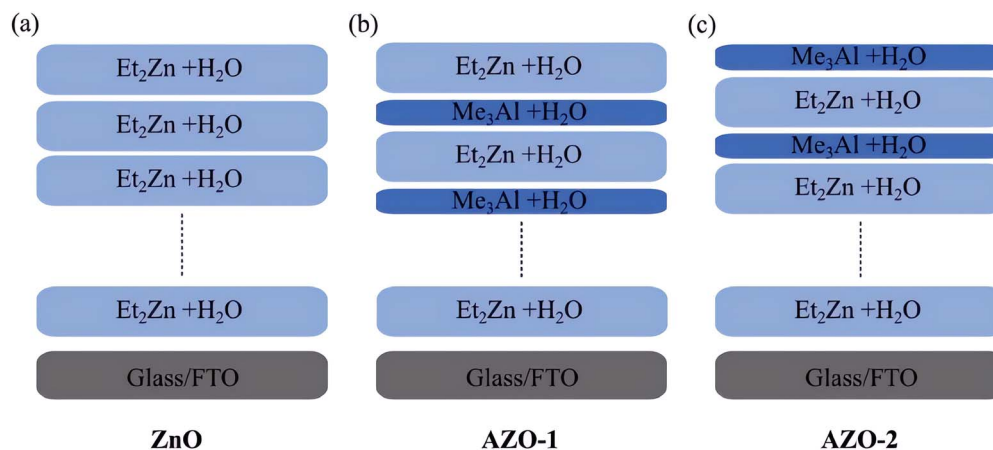 (a)
Et₂Zn +H₂O
Et₂Zn +H₂O
Et₂Zn +H₂O
Et₂Zn +H₂O
Glass/FTO
ZnO
(b)
Et₂Zn +H₂O
Me₃Al +H₂O
Et₂Zn +H₂O
Me₃Al +H₂O
Et₂Zn +H₂O
Glass/FTO
AZO-1
(c)
Me₃Al +H₂O
Et₂Zn +H₂O
Me₃Al +H₂O
Et₂Zn +H₂O
Et₂Zn +H₂O
Glass/FTO
AZO-2